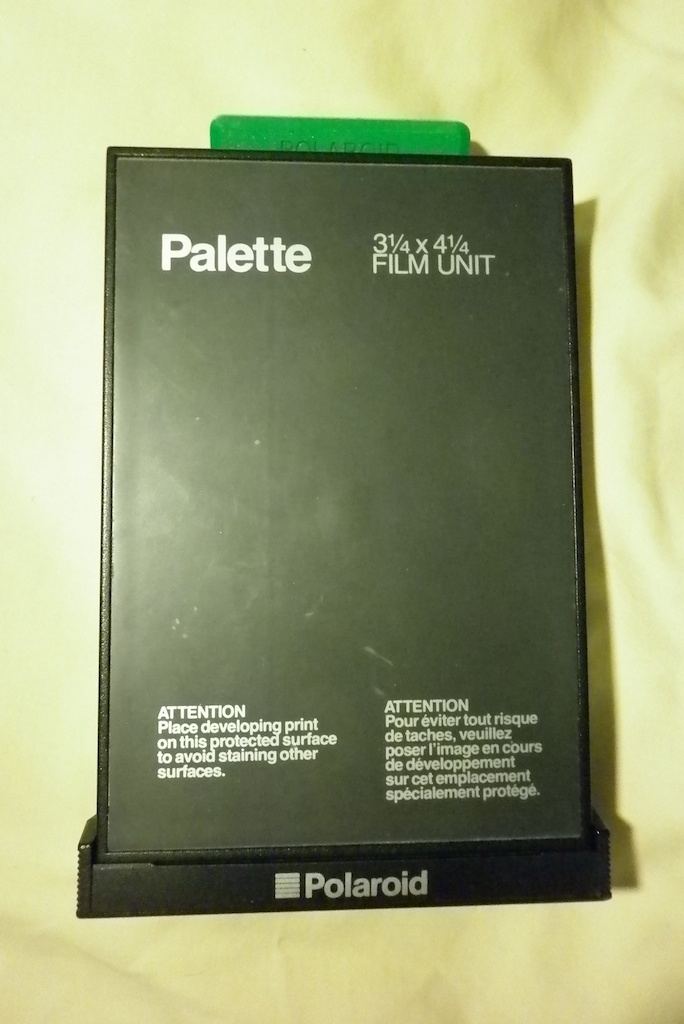 POLAROID
Palette
3¼ x 4¼
FILM UNIT
ATTENTION
Place developing print
on this protected surface
to avoid staining other
surfaces.
ATTENTION
Pour éviter tout risque
de taches, veuillez
poser l'image en cours
de développement
sur cet emplacement
spécialement protégé.
Polaroid